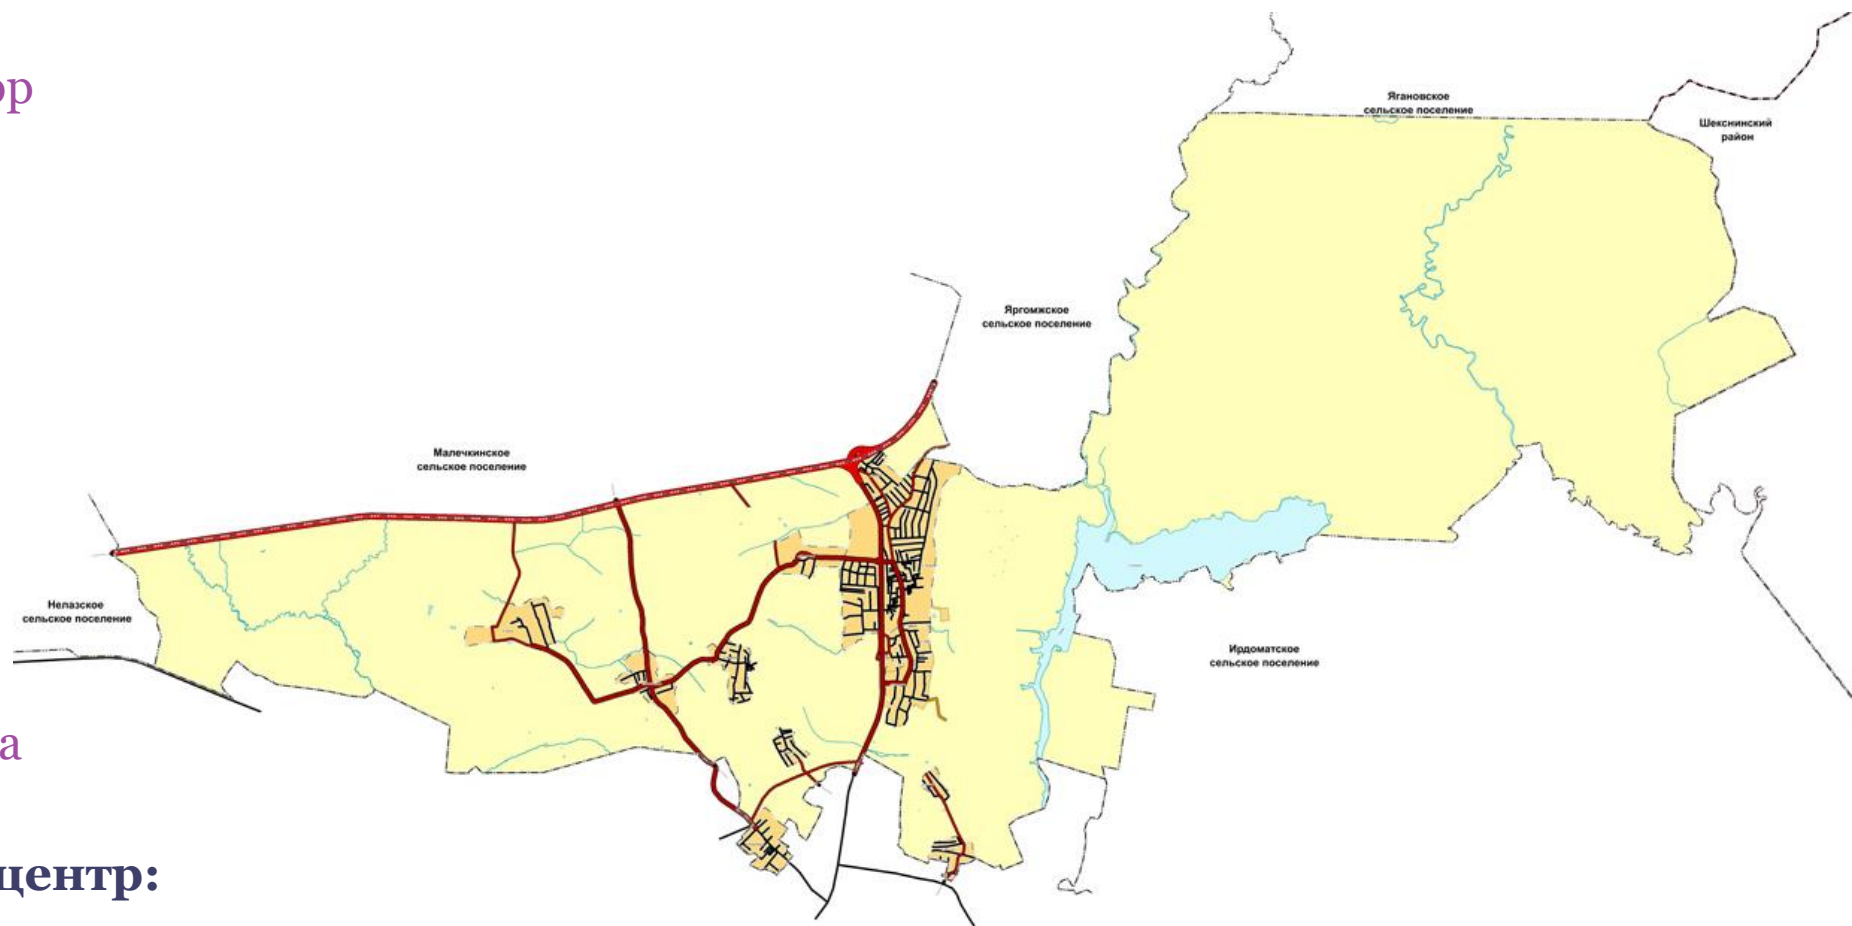 ор
Ягановское
сельское поселение
Шекснинский
район
Яргомжское
сельское поселение
Малечкинское
сельское поселение
Нелазское
сельское поселение
Ирдоматское
сельское поселение
а
центр: